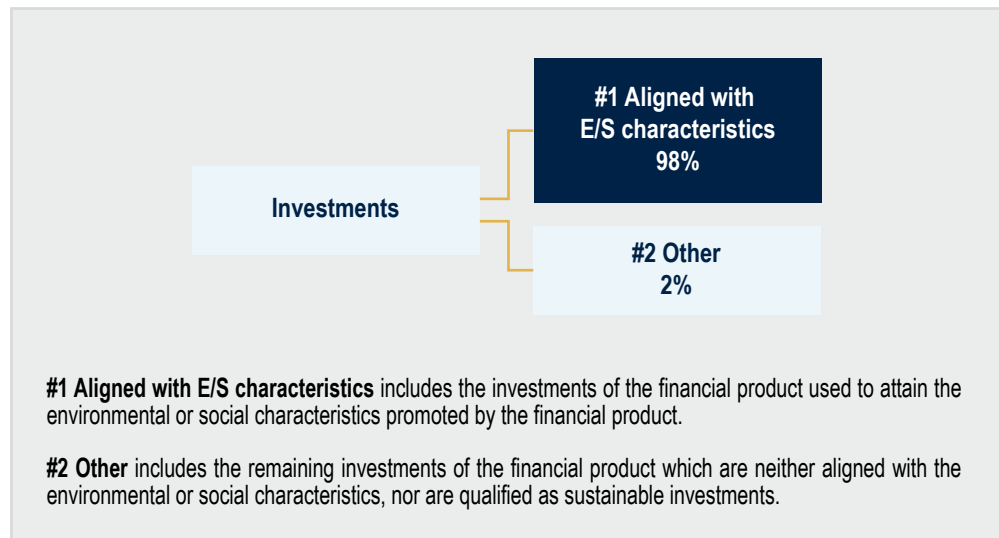 #1 Aligned with
E/S characteristics
98%
Investments
#2 Other
2%
#1 Aligned with E/S characteristics includes the investments of the financial product used to attain the
environmental or social characteristics promoted by the financial product.
#2 Other includes the remaining investments of the financial product which are neither aligned with the
environmental or social characteristics, nor are qualified as sustainable investments.